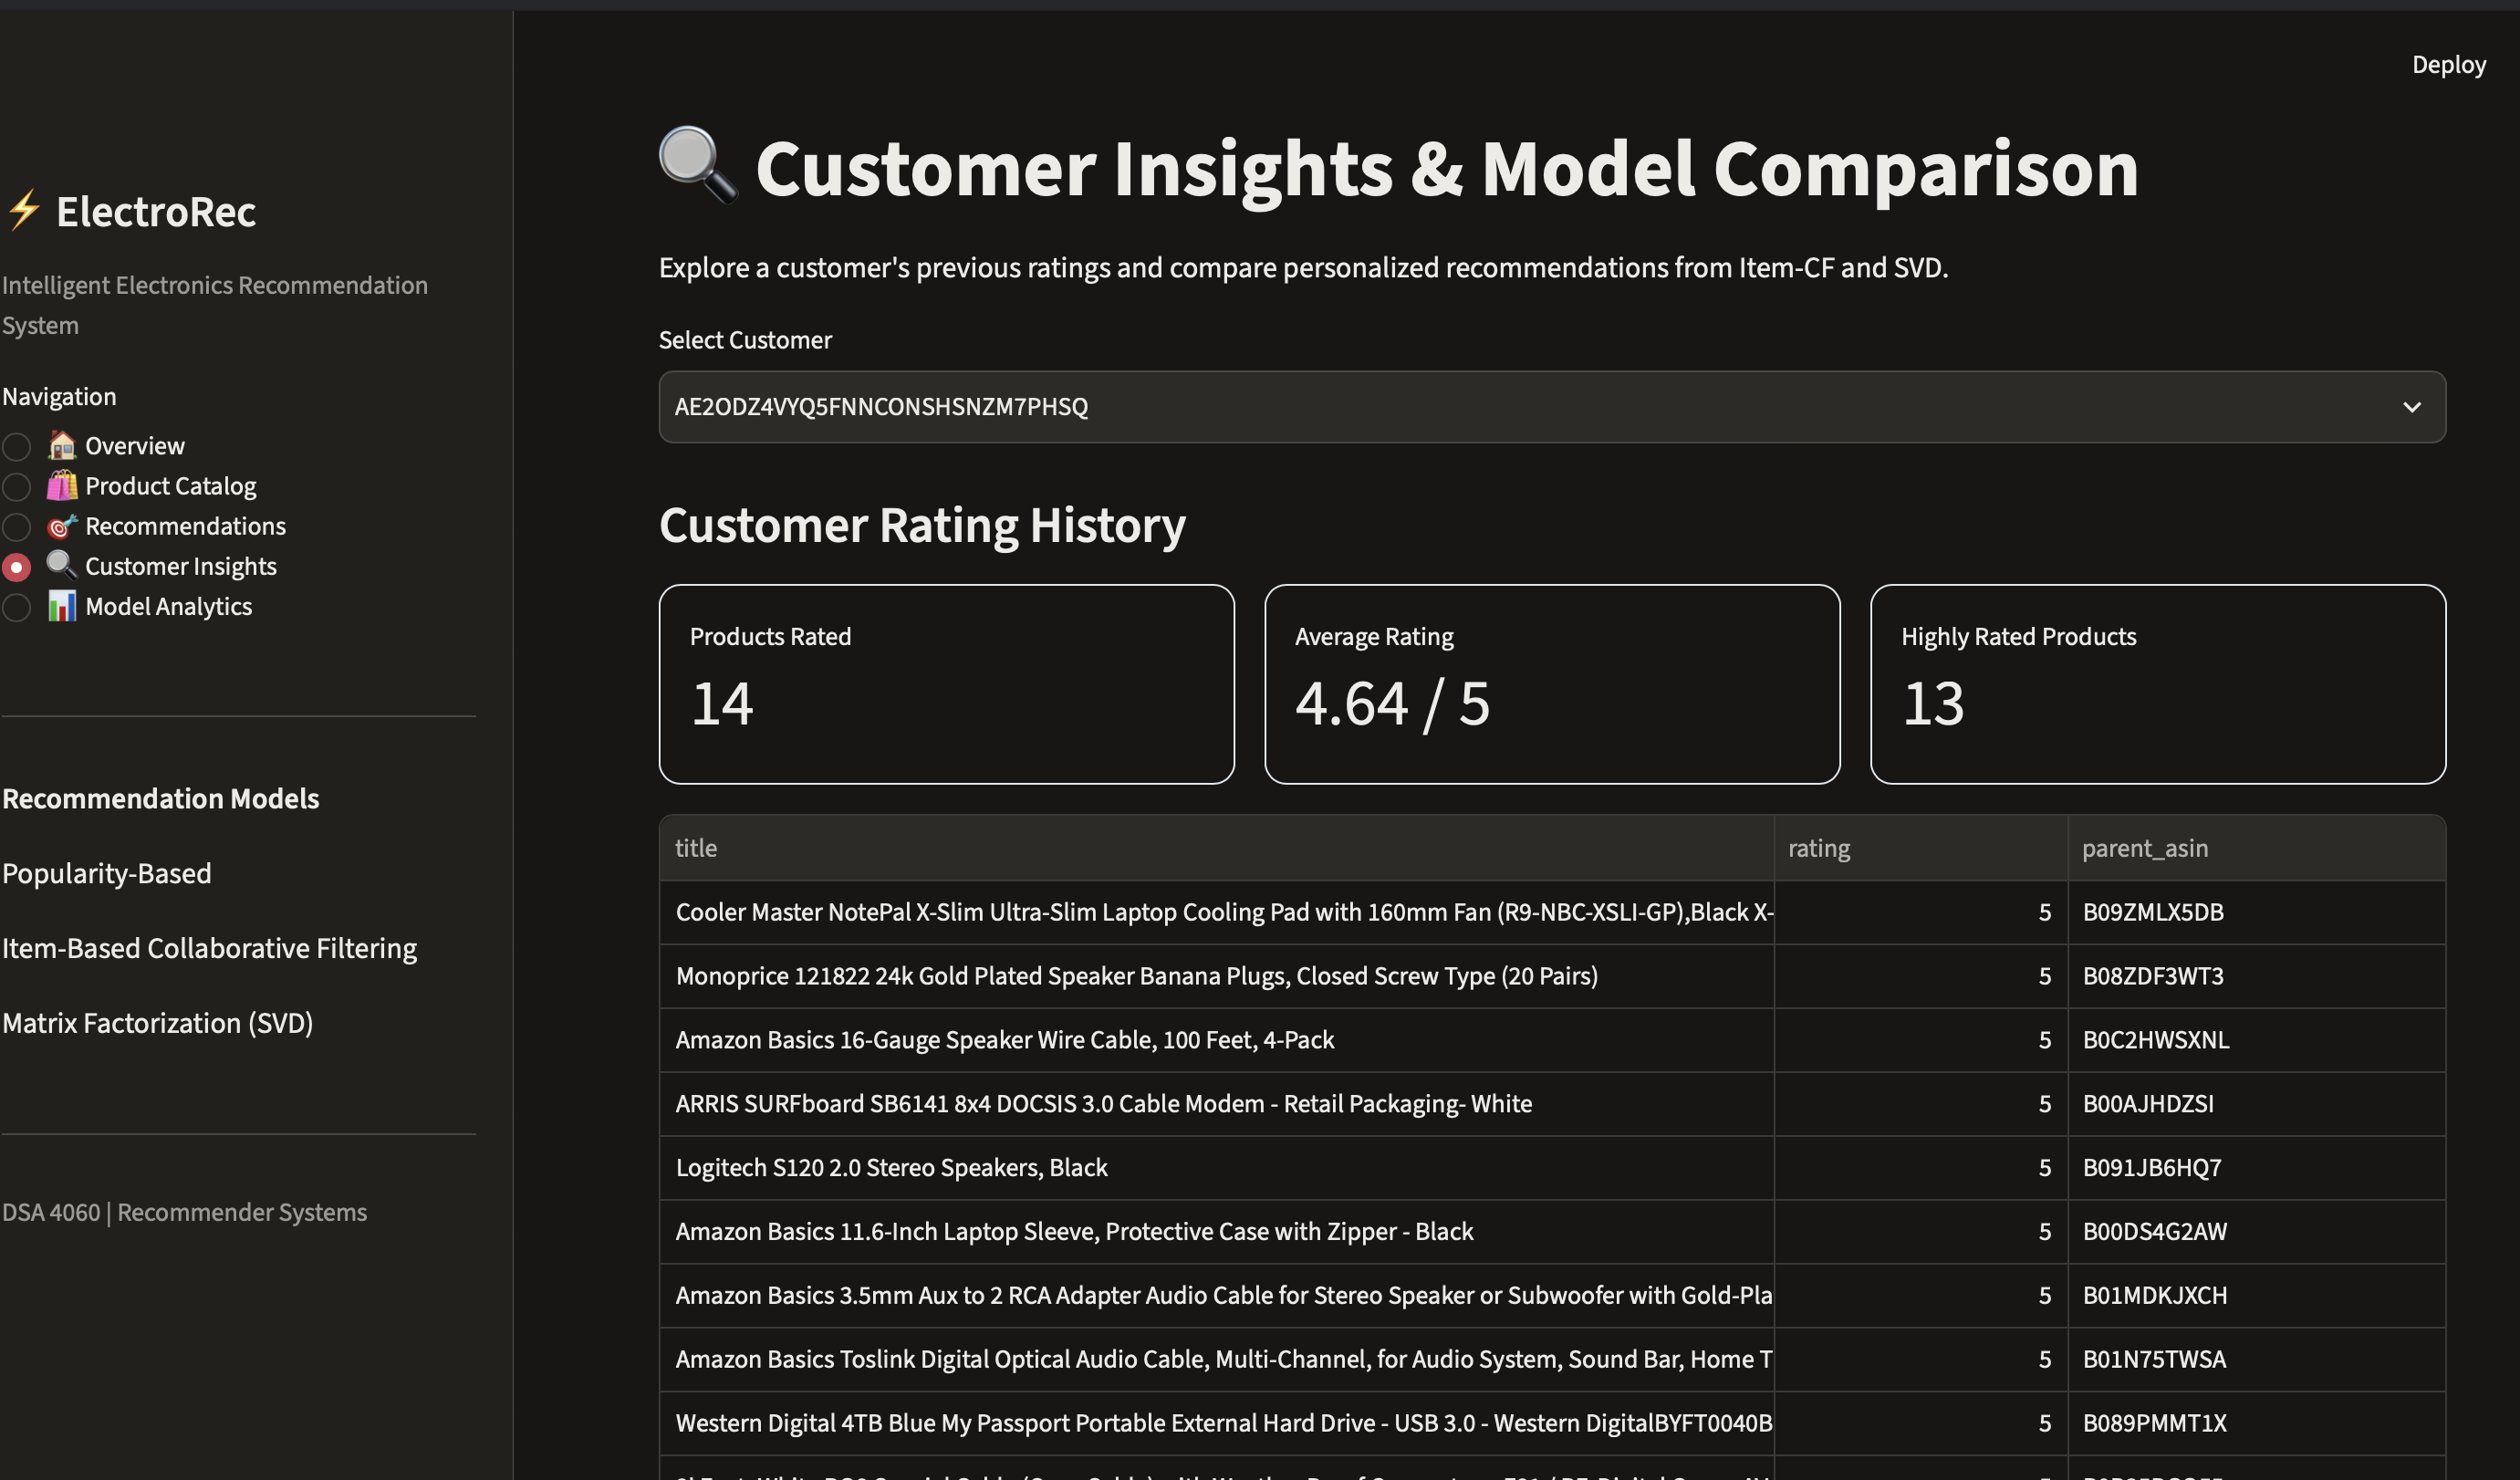 Deploy
⚡ ElectroRec
Intelligent Electronics Recommendation
System
Navigation
Overview
Product Catalog
Recommendations
Customer Insights
Model Analytics
Recommendation Models
Popularity-Based
Item-Based Collaborative Filtering
Matrix Factorization (SVD)
DSA 4060 | Recommender Systems
Customer Insights & Model Comparison
Explore a customer's previous ratings and compare personalized recommendations from Item-CF and SVD.
Select Customer
AE2ODZ4VYQ5FNNCONSHSNZM7PHSQ
Customer Rating History
Products Rated
14
Average Rating
4.64 / 5
Highly Rated Products
13
title rating parent_asin
Cooler Master NotePal X-Slim Ultra-Slim Laptop Cooling Pad with 160mm Fan (R9-NBC-XSLI-GP),Black X- 5 B09ZMLX5DB
Monoprice 121822 24k Gold Plated Speaker Banana Plugs, Closed Screw Type (20 Pairs) 5 B08ZDF3WT3
Amazon Basics 16-Gauge Speaker Wire Cable, 100 Feet, 4-Pack 5 B0C2HWSXNL
ARRIS SURFboard SB6141 8x4 DOCSIS 3.0 Cable Modem - Retail Packaging- White 5 B00AJHDZSI
Logitech S120 2.0 Stereo Speakers, Black 5 B091JB6HQ7
Amazon Basics 11.6-Inch Laptop Sleeve, Protective Case with Zipper - Black 5 B00DS4G2AW
Amazon Basics 3.5mm Aux to 2 RCA Adapter Audio Cable for Stereo Speaker or Subwoofer with Gold-Pla 5 B01MDKJXCH
Amazon Basics Toslink Digital Optical Audio Cable, Multi-Channel, for Audio System, Sound Bar, Home T 5 B01N75TWSA
Western Digital 4TB Blue My Passport Portable External Hard Drive - USB 3.0 - Western DigitalBYFT0040B 5 B089PMMT1X